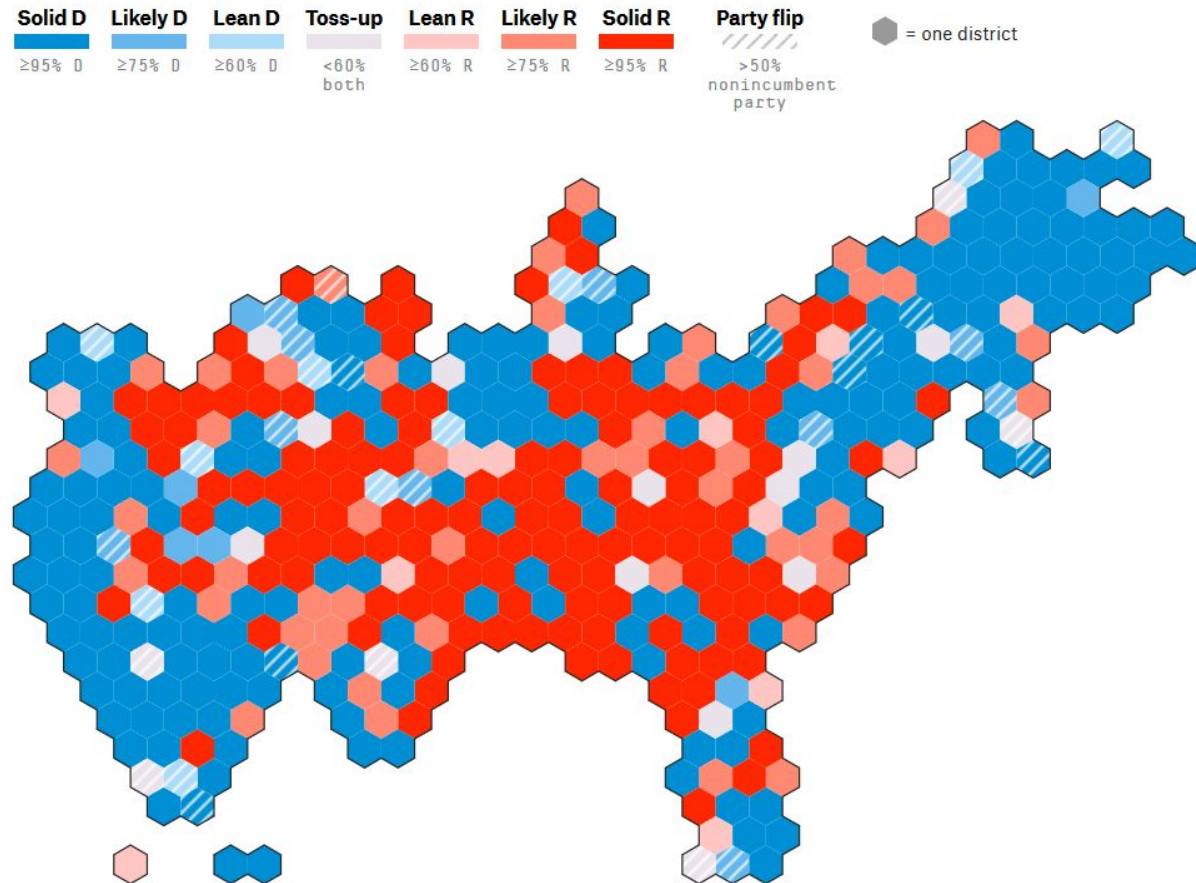 Solid D Likely D Lean D Toss-up Lean R Likely R Solid R Party flip
≥95% D ≥75% D ≥60% D <60% both ≥60% R ≥75% R ≥95% R >50% nonincumbent party
= one district